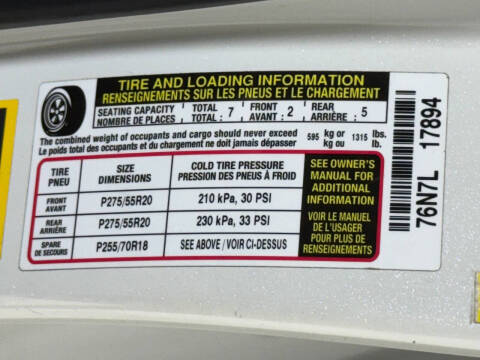 TIRE AND LOADING INFORMATION
RENSEIGNEMENTS SUR LES PNEUS ET LE CHARGEMENT
SEATING CAPACITY TOTAL : 7 FRONT : 2 REAR : 5
NOMBRE DE PLACES TOTAL : AVANT : ARRIÈRE :
The combined weight of occupants and cargo should never exceed 595 kg or 1315 lbs.
Le poids total des occupants et du chargement ne doit jamais dépasser kg ou lb.
TIRE SIZE COLD TIRE PRESSURE
PNEU DIMENSIONS PRESSION DES PNEUS À FROID
FRONT AVANT P275/55R20 210 kPa, 30 PSI
REAR ARRIÈRE P275/55R20 230 kPa, 33 PSI
SPARE DE SECOURS P255/70R18 SEE ABOVE / VOIR CI-DESSUS
SEE OWNER'S
MANUAL FOR
ADDITIONAL
INFORMATION
VOIR LE MANUEL
DE L'USAGER
POUR PLUS DE
RENSEIGNEMENTS
76N7L 17894